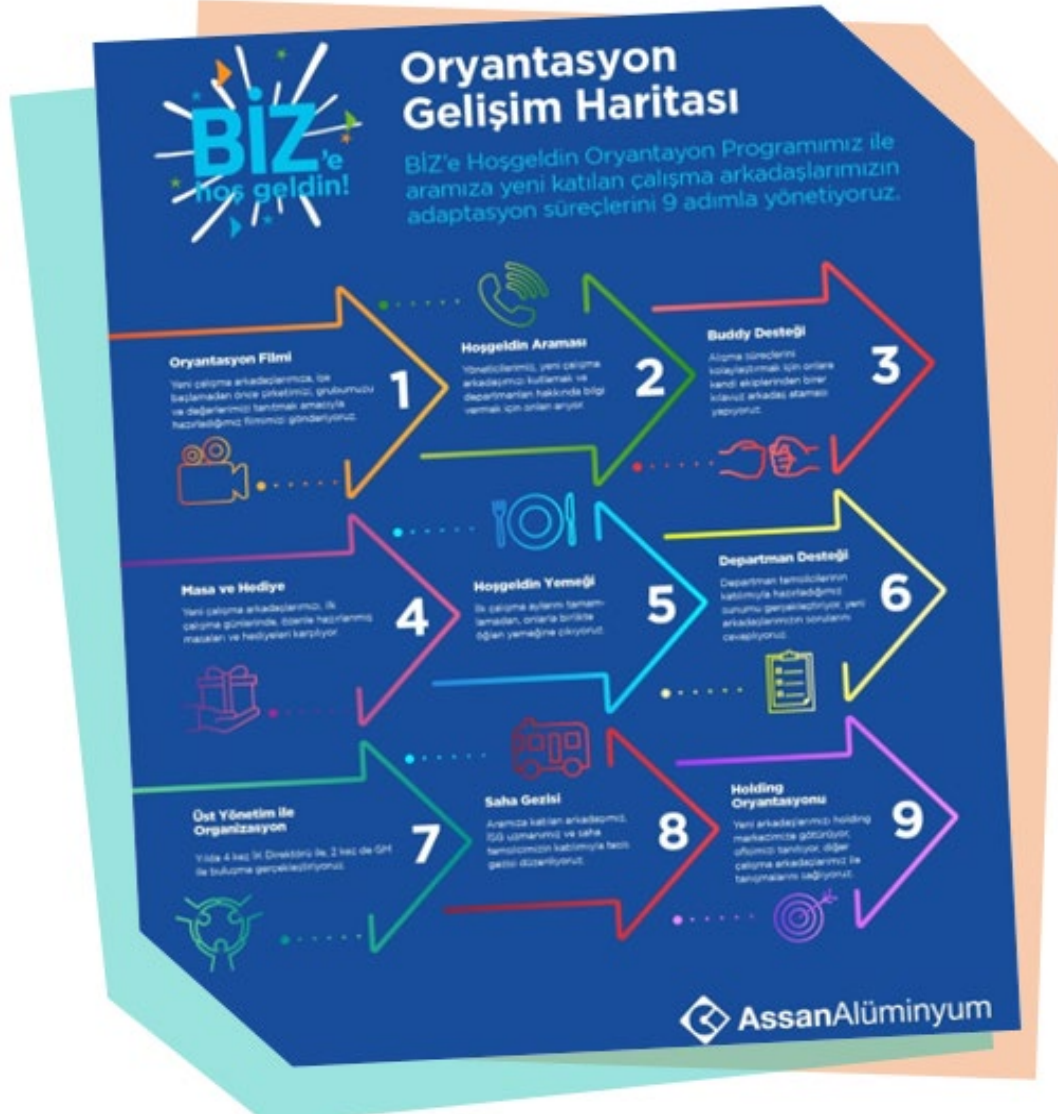 BİZ'e
hoş geldin!
Oryantasyon
Gelişim Haritası
BİZ'e Hoşgeldin Oryantayon Programımız ile
aramıza yeni katılan çalışma arkadaşlarımızın
adaptasyon süreçlerini 9 adımla yönetiyoruz.
Oryantasyon Filmi
Yeni çalışma arkadaşlarımıza, işe
başlamadan önce şirketimizi, grubumuzu
ve değerlerimizi tanıtmak amacıyla
hazırladığımız filmimizi gönderiyoruz.
1
Hoşgeldin Araması
Yöneticilerimiz, yeni çalışma
arkadaşımızı kutlamak ve
departmanları hakkında bilgi
vermek için onları arıyor.
2
Buddy Desteği
Alışma süreçlerini
kolaylaştırmak için onlara
kendi ekiplerinden birer
kılavuz arkadaş ataması
yapıyoruz.
3
Masa ve Hediye
Yeni çalışma arkadaşlarımızı, ilk
çalışma günlerinde, özenle hazırlanmış
masaları ve hediyeleri karşılıyor.
4
Hoşgeldin Yemeği
İlk çalışma aylarını tamam-
lamadan, onlarla birlikte
öğlen yemeğine çıkıyoruz.
5
Departman Desteği
Departman temsilcilerinin
katılımıyla hazırladığımız
sunumu gerçekleştiriyor, yeni
arkadaşlarımızın sorularını
cevaplıyoruz.
6
Üst Yönetim ile
Organizasyon
Yılda 4 kez İK Direktörü ile, 2 kez de GM
ile buluşma gerçekleştiriyoruz.
7
Saha Gezisi
Aramıza katılan arkadaşımız,
İSG uzmanımız ve saha
temsilcimizin katılımıyla tesis
gezisi düzenliyoruz.
8
Holding
Oryantasyonu
Yeni arkadaşlarımızı holding
merkezimize götürüyor,
ofisimizi tanıtıyor, diğer
çalışma arkadaşlarımız ile
tanışmalarını sağlıyoruz.
9
AssanAlüminyum